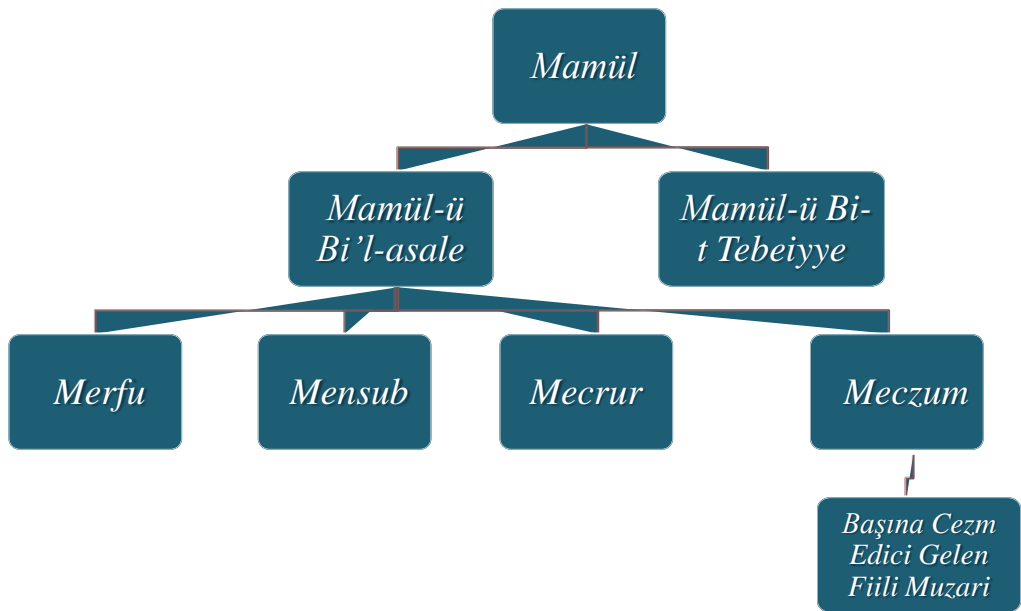 Mamül
Mamül-ü
Bi’l-asale
Mamül-ü Bi-
t Tebeiyye
Merfu
Mensub
Mecrur
Meczum
Başına Cezm
Edici Gelen
Fiili Muzari